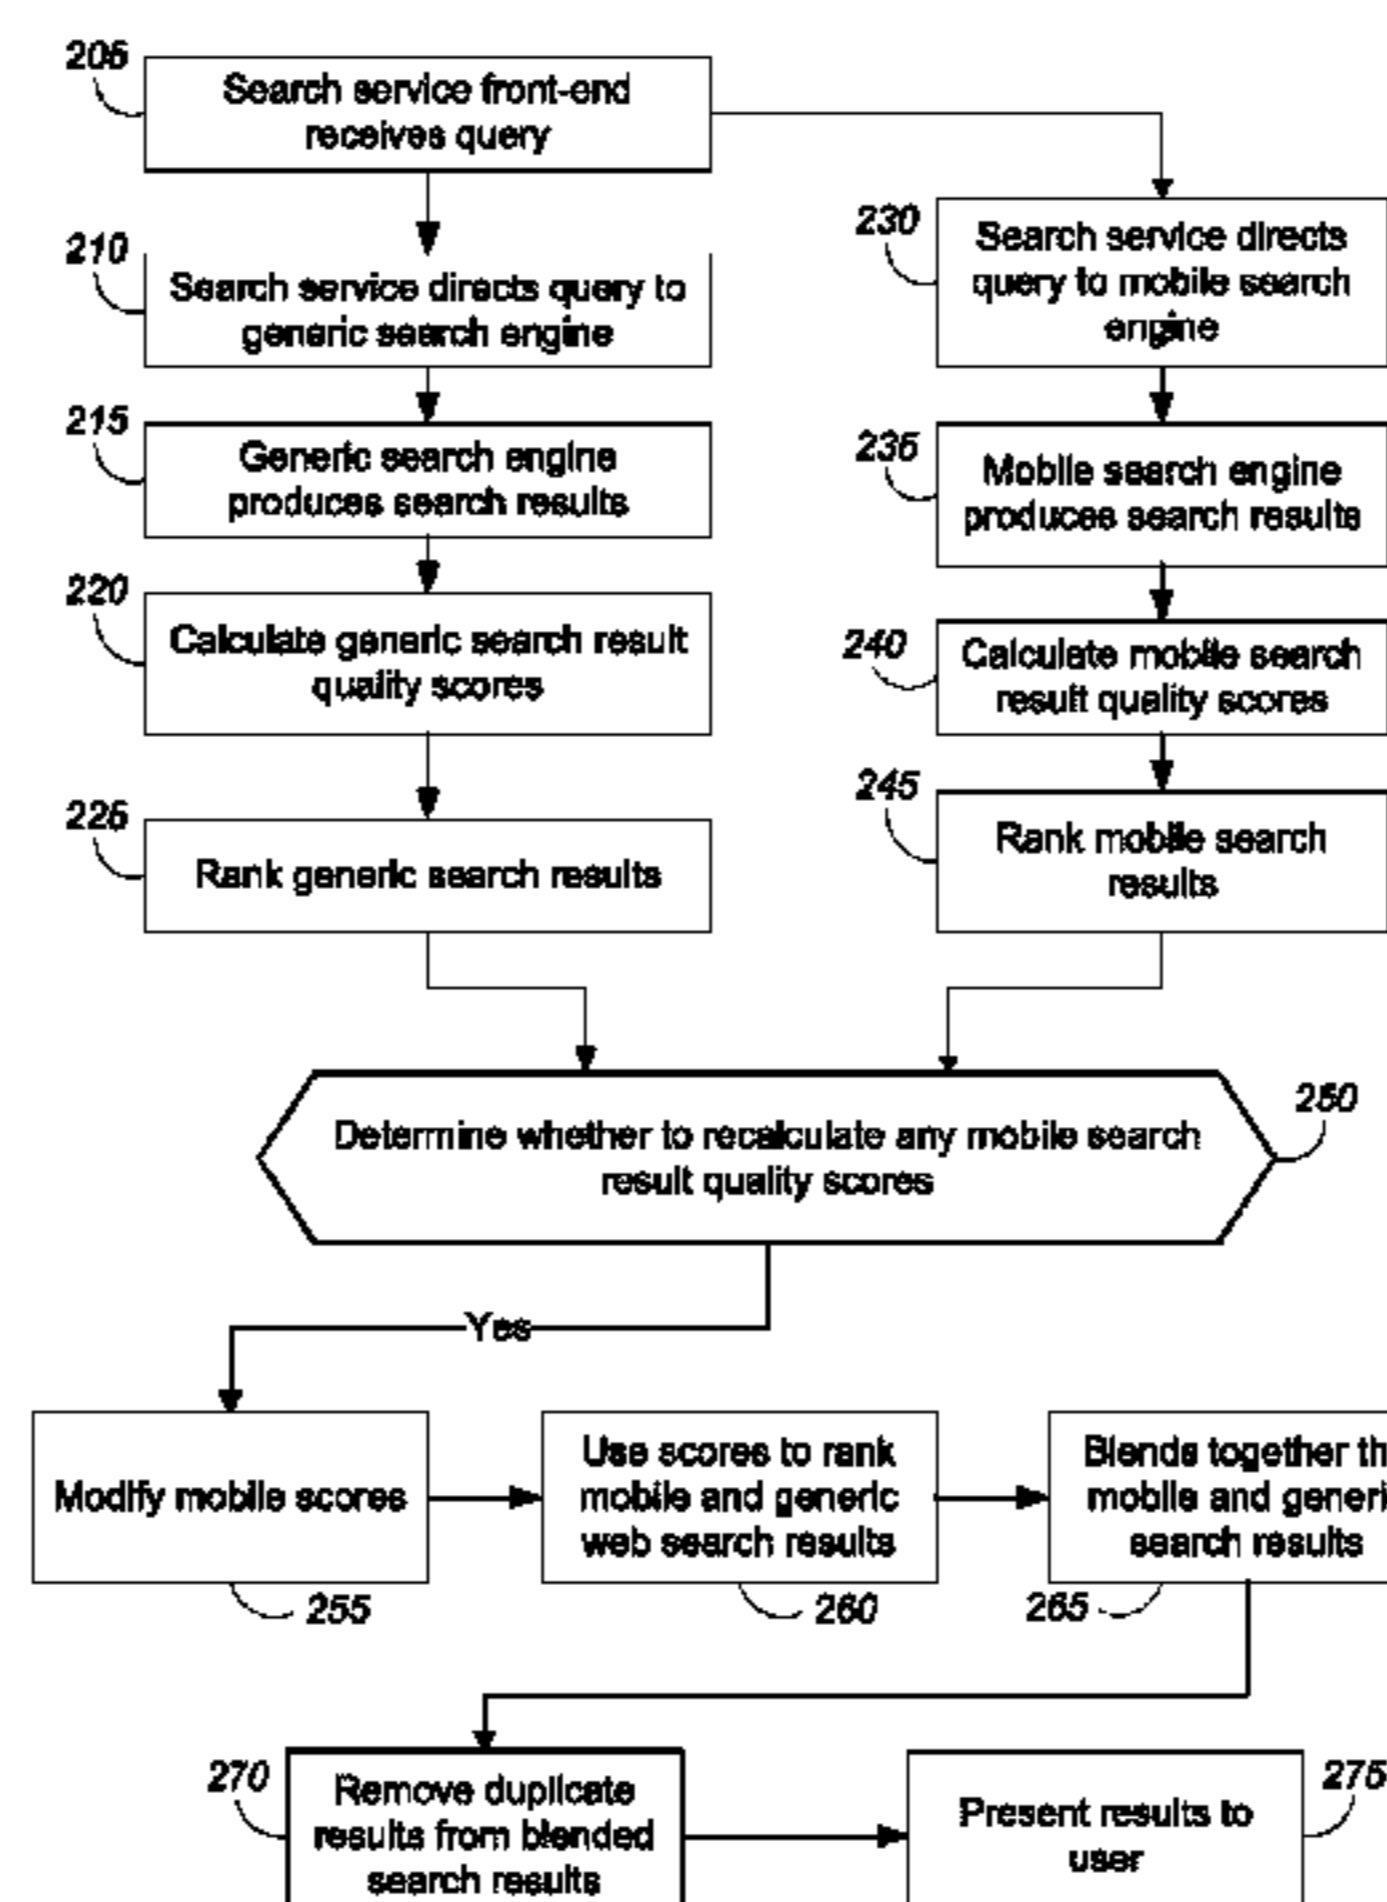 205
Search service front-end
receives query
210
Search service directs query to
generic search engine
215
Generic search engine
produces search results
220
Calculate generic search result
quality scores
225
Rank generic search results
230
Search service directs
query to mobile search
engine
235
Mobile search engine
produces search results
240
Calculate mobile search
result quality scores
245
Rank mobile search
results
250
Determine whether to recalculate any mobile search
result quality scores
Yes
Modify mobile scores
255
Use scores to rank
mobile and generic
web search results
260
Blends together th
mobile and generi
search results
265
270
Remove duplicate
results from blended
search results
275
Present results to
user